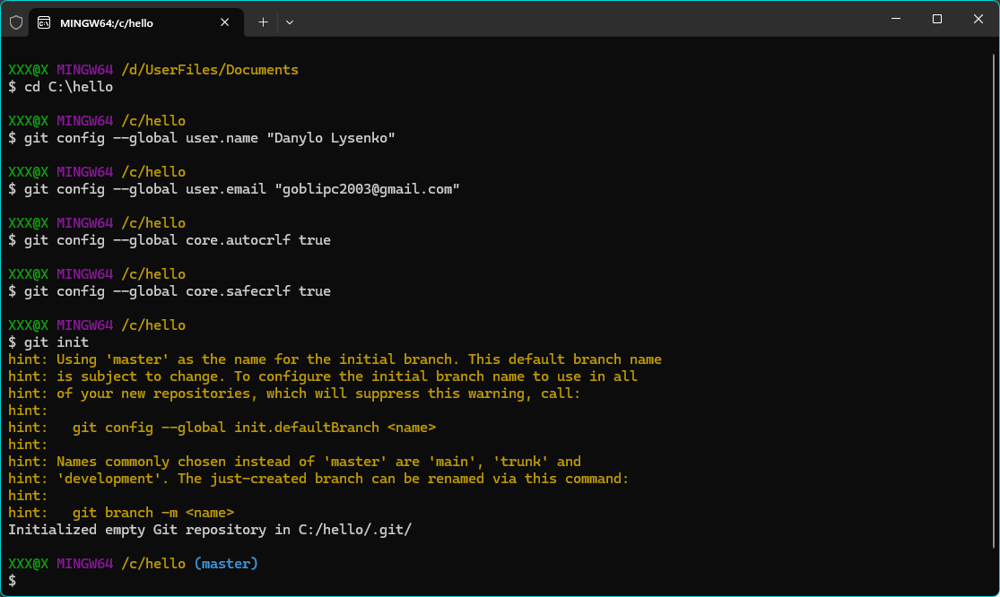 MINGW64:/c/hello
XXX@X MINGW64 /d/UserFiles/Documents
$ cd C:\hello
XXX@X MINGW64 /c/hello
$ git config --global user.name "Danylo Lysenko"
XXX@X MINGW64 /c/hello
$ git config --global user.email "goblipc2003@gmail.com"
XXX@X MINGW64 /c/hello
$ git config --global core.autocrlf true
XXX@X MINGW64 /c/hello
$ git config --global core.safecrlf true
XXX@X MINGW64 /c/hello
$ git init
hint: Using 'master' as the name for the initial branch. This default branch name
hint: is subject to change. To configure the initial branch name to use in all
hint: of your new repositories, which will suppress this warning, call:
hint:
hint:   git config --global init.defaultBranch <name>
hint:
hint: Names commonly chosen instead of 'master' are 'main', 'trunk' and
hint: 'development'. The just-created branch can be renamed via this command:
hint:
hint:   git branch -m <name>
Initialized empty Git repository in C:/hello/.git/
XXX@X MINGW64 /c/hello (master)
$